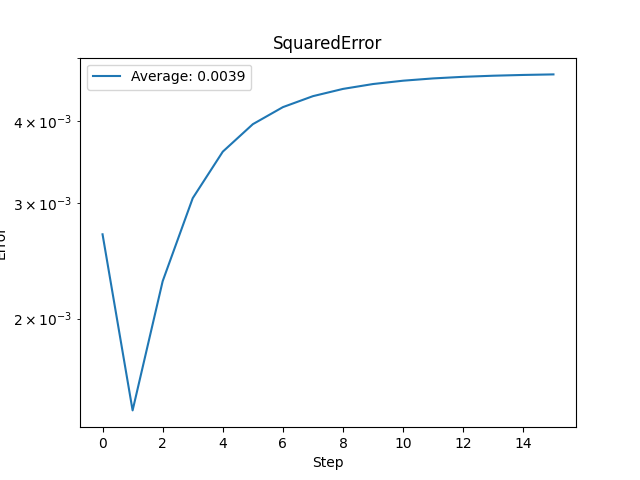 SquaredError
Average: 0.0039
4 × 10⁻³
3 × 10⁻³
2 × 10⁻³
Error
0 2 4 6 8 10 12 14
Step